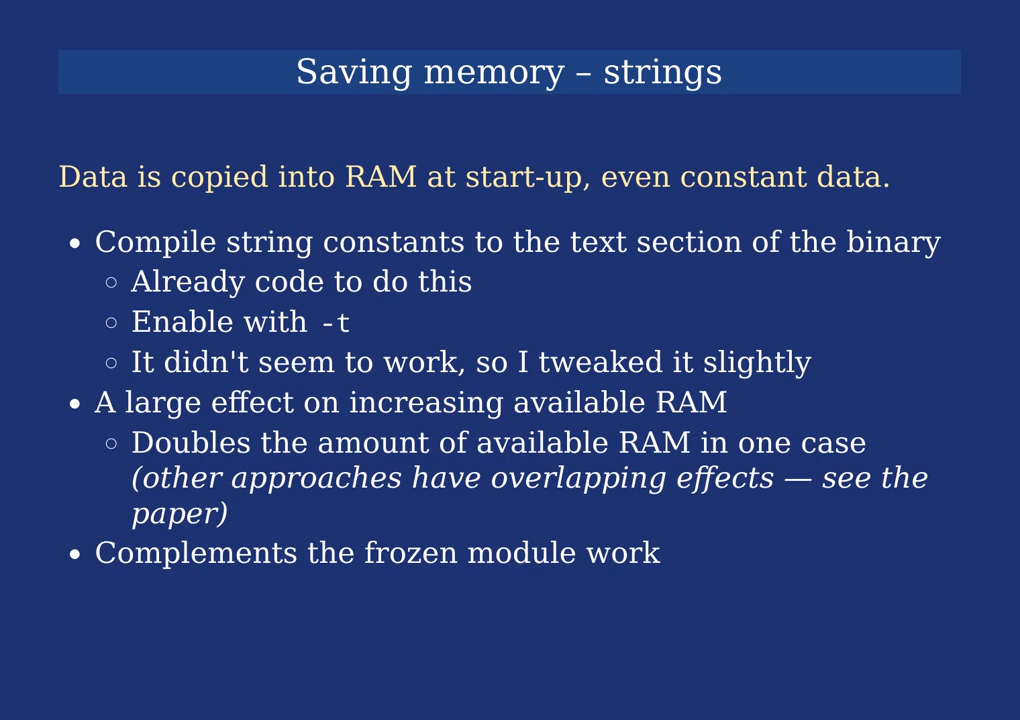 Saving memory – strings
Data is copied into RAM at start-up, even constant data.
• Compile string constants to the text section of the binary
○ Already code to do this
○ Enable with -t
○ It didn't seem to work, so I tweaked it slightly
• A large effect on increasing available RAM
○ Doubles the amount of available RAM in one case
(other approaches have overlapping effects — see the
paper)
• Complements the frozen module work